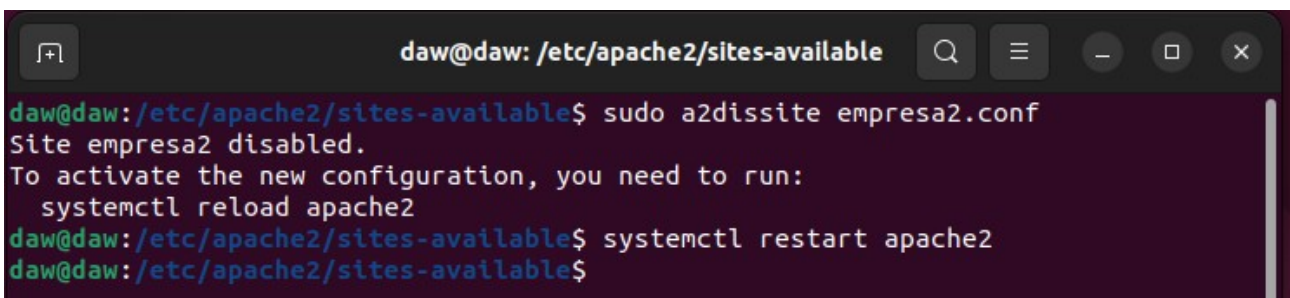 daw@daw: /etc/apache2/sites-available
daw@daw:/etc/apache2/sites-available$ sudo a2dissite empresa2.conf
Site empresa2 disabled.
To activate the new configuration, you need to run:
  systemctl reload apache2
daw@daw:/etc/apache2/sites-available$ systemctl restart apache2
daw@daw:/etc/apache2/sites-available$